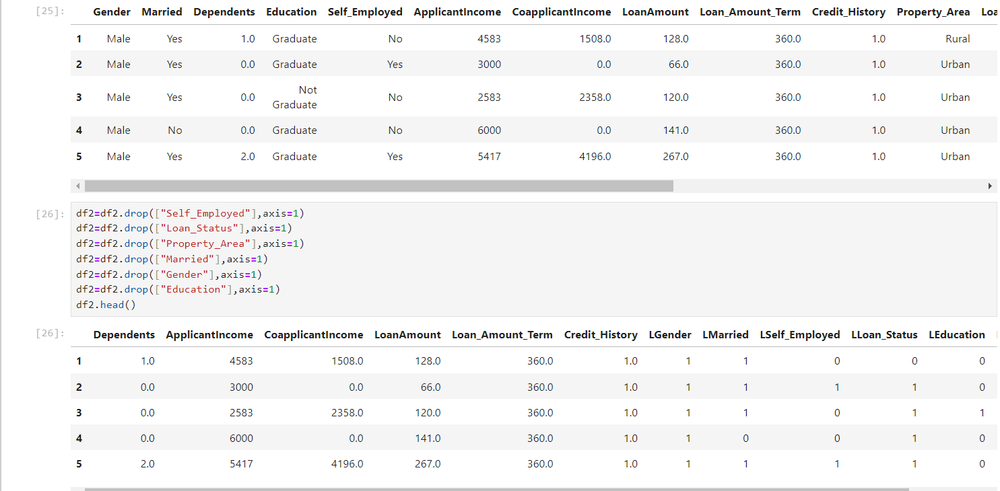 [25]: Gender Married Dependents Education Self_Employed ApplicantIncome CoapplicantIncome LoanAmount Loan_Amount_Term Credit_History Property_Area Loa
1 Male Yes 1.0 Graduate No 4583 1508.0 128.0 360.0 1.0 Rural
2 Male Yes 0.0 Graduate Yes 3000 0.0 66.0 360.0 1.0 Urban
3 Male Yes 0.0 Not Graduate No 2583 2358.0 120.0 360.0 1.0 Urban
4 Male No 0.0 Graduate No 6000 0.0 141.0 360.0 1.0 Urban
5 Male Yes 2.0 Graduate Yes 5417 4196.0 267.0 360.0 1.0 Urban
[26]: df2=df2.drop(["Self_Employed"],axis=1)
df2=df2.drop(["Loan_Status"],axis=1)
df2=df2.drop(["Property_Area"],axis=1)
df2=df2.drop(["Married"],axis=1)
df2=df2.drop(["Gender"],axis=1)
df2=df2.drop(["Education"],axis=1)
df2.head()
[26]: Dependents ApplicantIncome CoapplicantIncome LoanAmount Loan_Amount_Term Credit_History LGender LMarried LSelf_Employed LLoan_Status LEducation
1 1.0 4583 1508.0 128.0 360.0 1.0 1 1 0 0 0
2 0.0 3000 0.0 66.0 360.0 1.0 1 1 1 1 0
3 0.0 2583 2358.0 120.0 360.0 1.0 1 1 0 1 1
4 0.0 6000 0.0 141.0 360.0 1.0 1 0 0 1 0
5 2.0 5417 4196.0 267.0 360.0 1.0 1 1 1 1 0